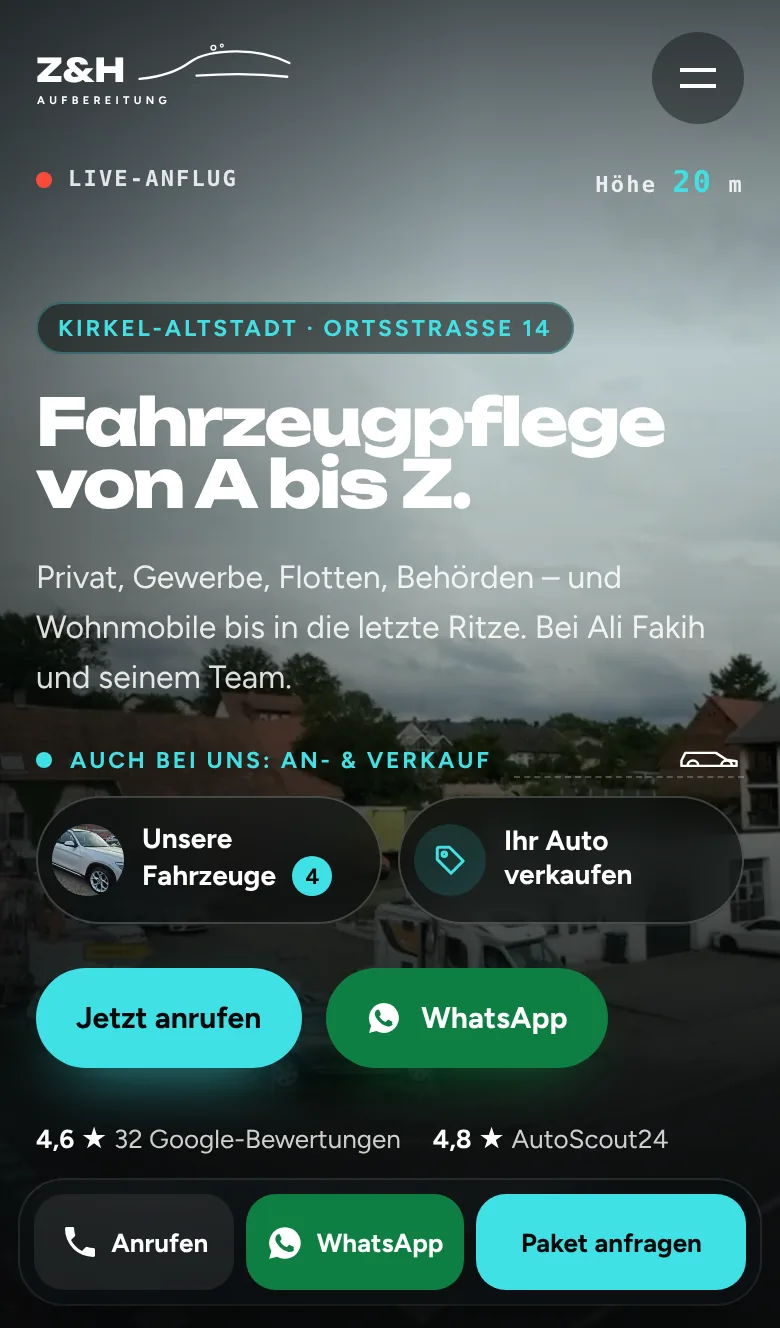 Z&H
AUFBEREITUNG
LIVE-ANFLUG
Höhe 20 m
KIRKEL-ALTSTADT · ORTSSTRASSE 14
Fahrzeugpflege
von A bis Z.
Privat, Gewerbe, Flotten, Behörden – und
Wohnmobile bis in die letzte Ritze. Bei Ali Fakih
und seinem Team.
AUCH BEI UNS: AN- & VERKAUF
Unsere
Fahrzeuge 4
Ihr Auto
verkaufen
Jetzt anrufen
WhatsApp
4,6 ★ 32 Google-Bewertungen 4,8 ★ AutoScout24
Anrufen
WhatsApp
Paket anfragen